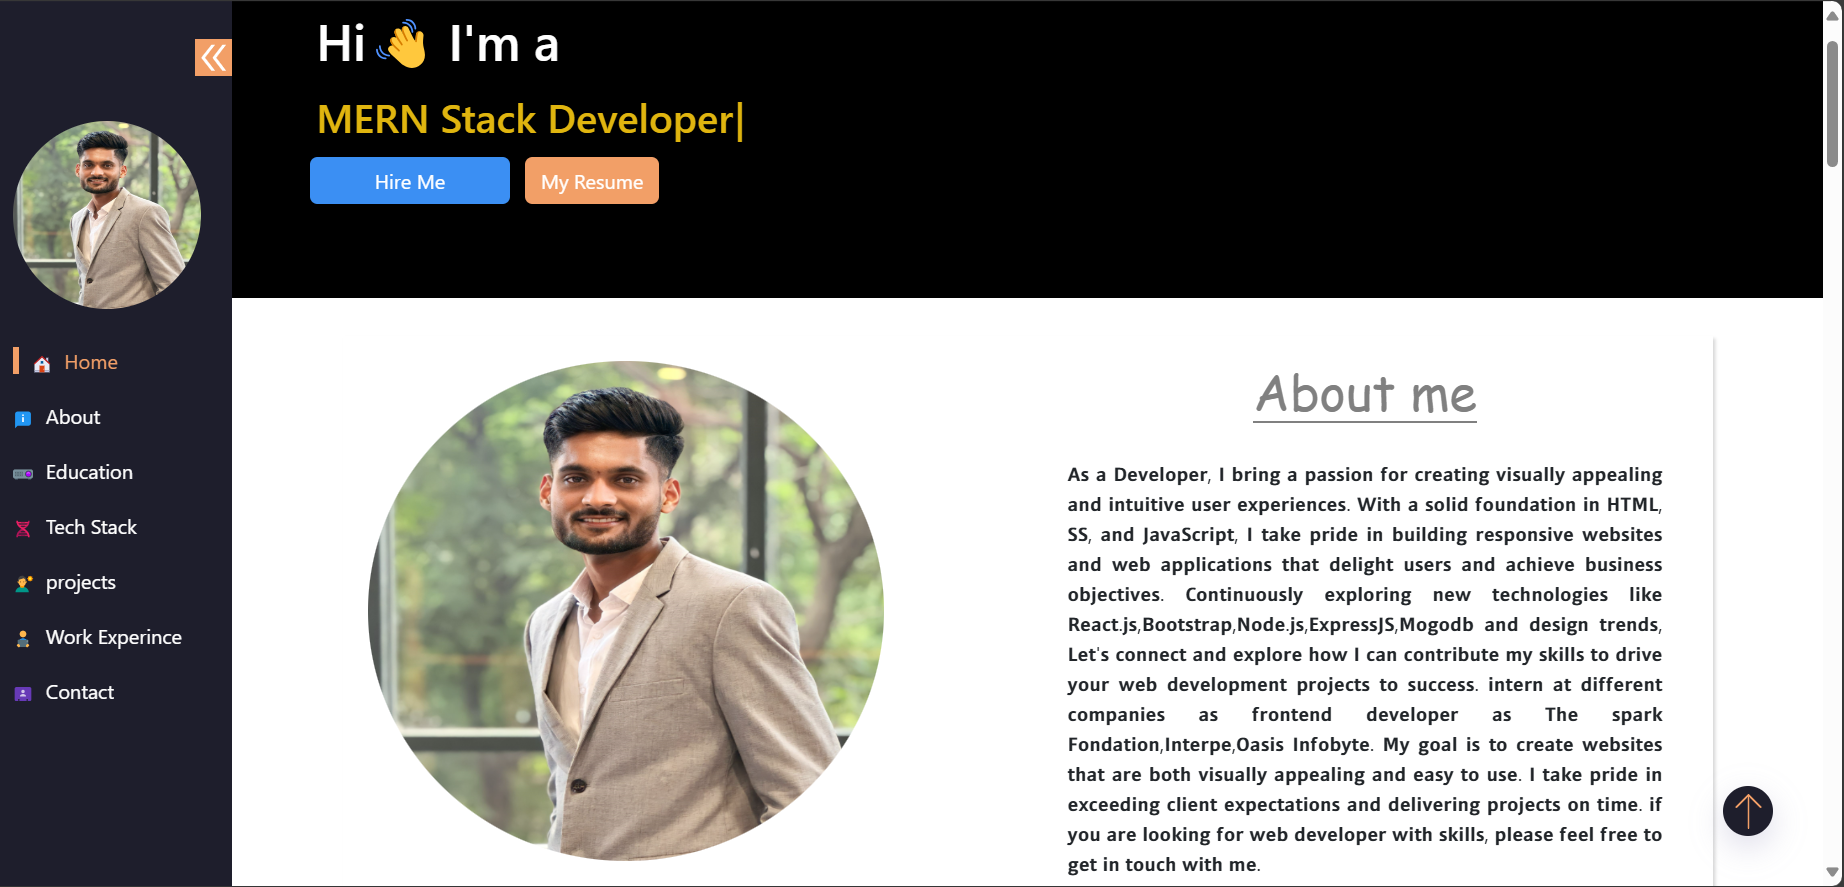 Hi 👋 I'm a
MERN Stack Developer|
Hire Me
My Resume
Home
About
Education
Tech Stack
projects
Work Experince
Contact
About me
As a Developer, I bring a passion for creating visually appealing
and intuitive user experiences. With a solid foundation in HTML,
SS, and JavaScript, I take pride in building responsive websites
and web applications that delight users and achieve business
objectives. Continuously exploring new technologies like
React.js,Bootstrap,Node.js,ExpressJS,Mogodb and design trends,
Let's connect and explore how I can contribute my skills to drive
your web development projects to success. intern at different
companies as frontend developer as The spark
Fondation,Interpe,Oasis Infobyte. My goal is to create websites
that are both visually appealing and easy to use. I take pride in
exceeding client expectations and delivering projects on time. if
you are looking for web developer with skills, please feel free to
get in touch with me.